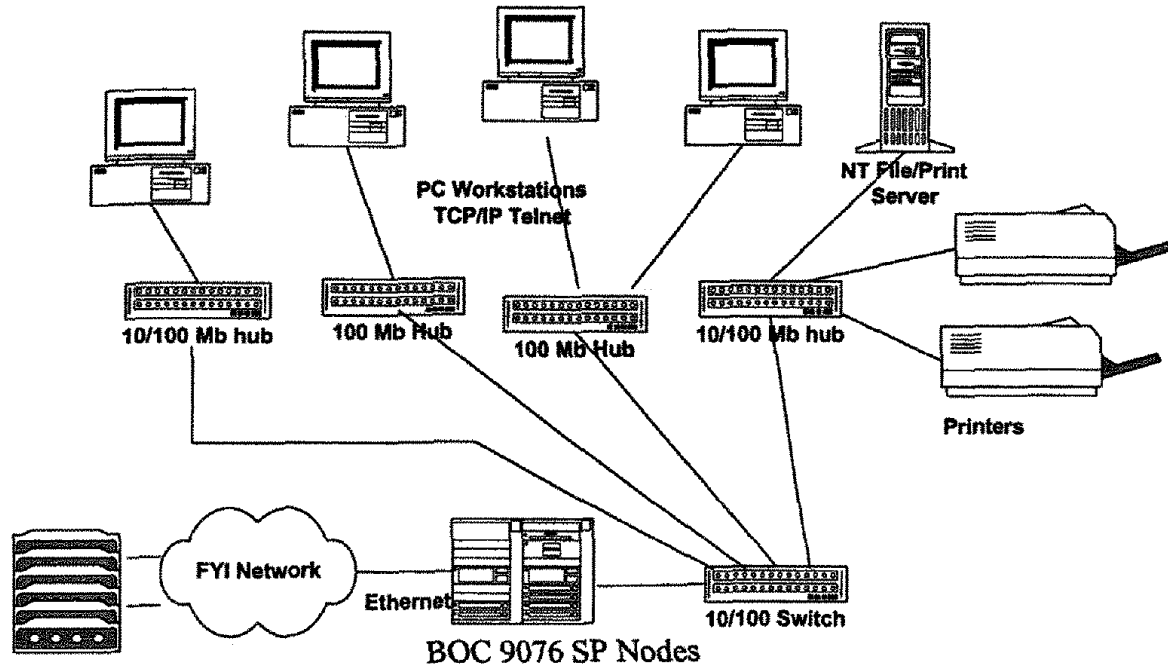 PC Workstations
TCP/IP Telnet
NT File/Print
Server
10/100 Mb hub
100 Mb Hub
100 Mb Hub
10/100 Mb hub
Printers
FYI Network
Ethernet
10/100 Switch
BOC 9076 SP Nodes